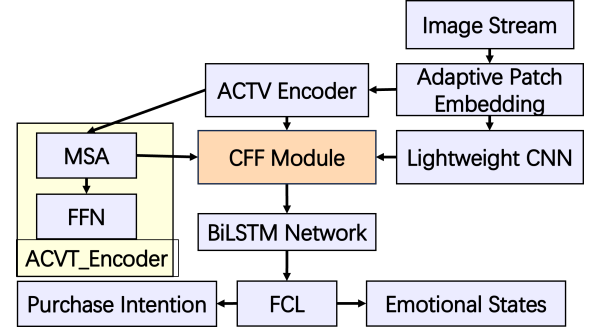 Image Stream
ACTV Encoder
Adaptive Patch
Embedding
MSA
CFF Module
Lightweight CNN
FFN
BiLSTM Network
ACVT_Encoder
Purchase Intention
FCL
Emotional States